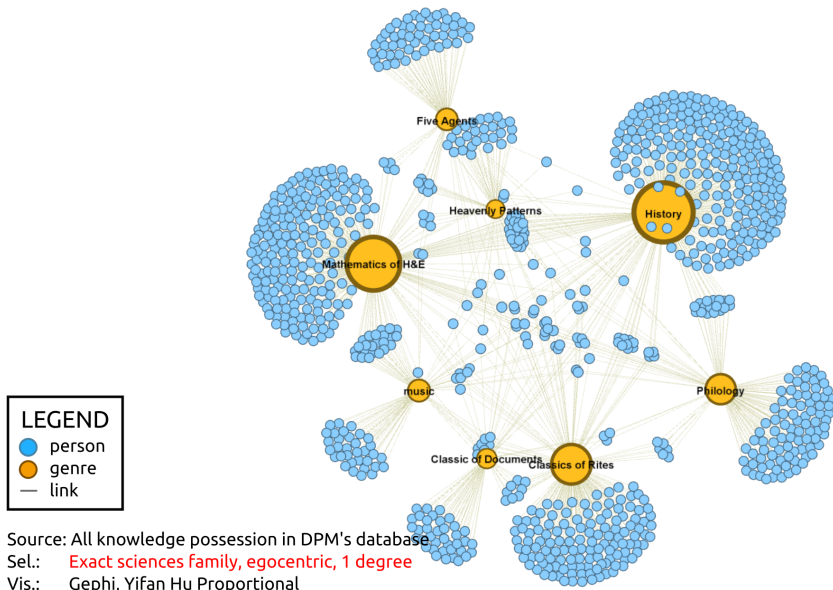 Five Agents
Heavenly Patterns
History
Mathematics of H&E
music
Philology
Classic of Documents
Classics of Rites
LEGEND
person
genre
link
Source: All knowledge possession in DPM's database
Sel.: Exact sciences family, egocentric, 1 degree
Vis.: Gephi, Yifan Hu Proportional